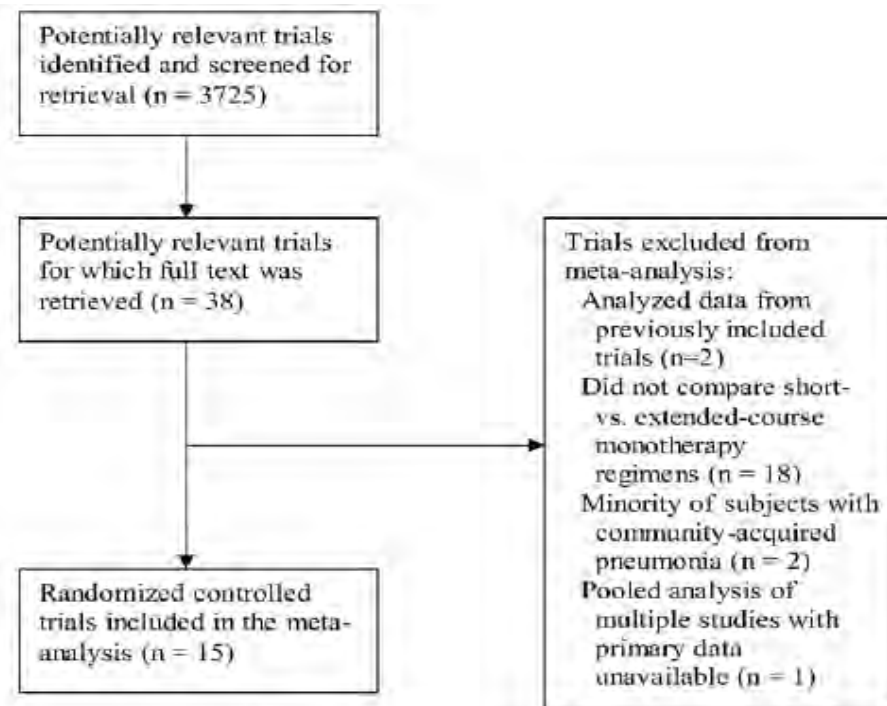 Potentially relevant trials
identified and screened for
retrieval (n = 3725)
Potentially relevant trials
for which full text was
retrieved (n = 38)
Trials excluded from
meta-analysis:
Analyzed data from
previously included
trials (n=2)
Did not compare short-
vs. extended-course
monotherapy
regimens (n = 18)
Minority of subjects with
community-acquired
pneumonia (n = 2)
Pooled analysis of
multiple studies with
primary data
unavailable (n = 1)
Randomized controlled
trials included in the meta-
analysis (n = 15)